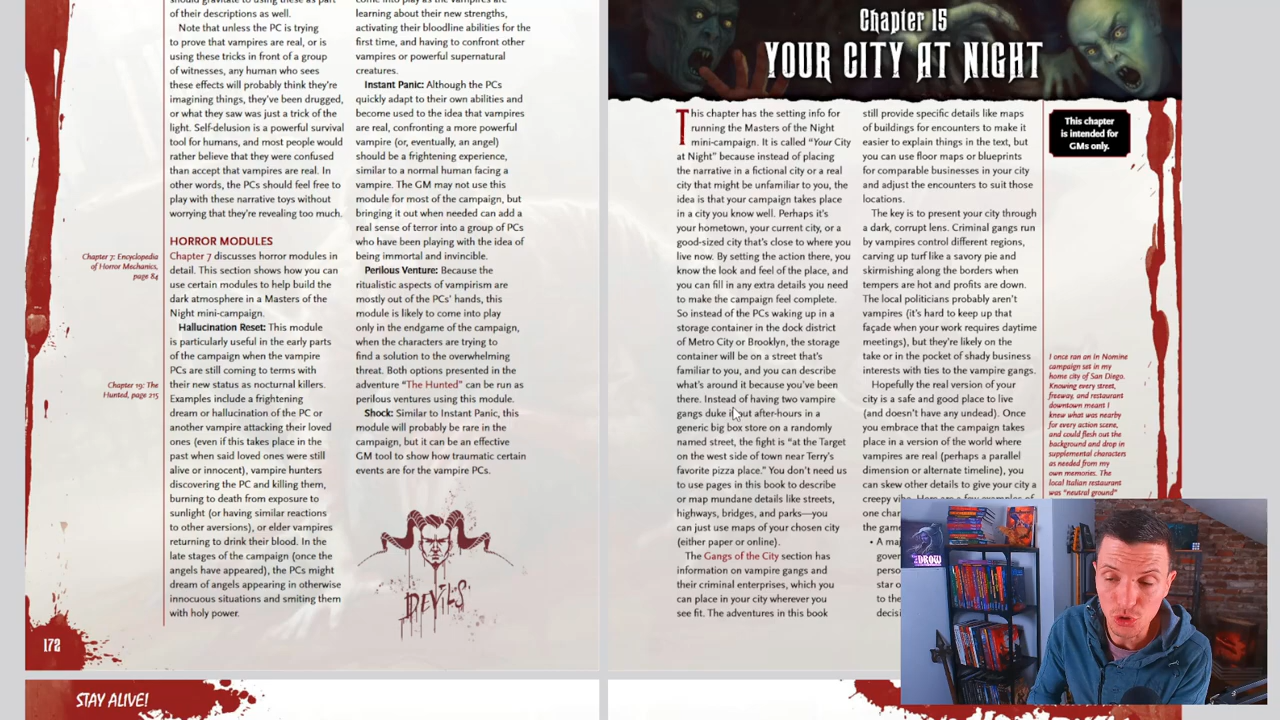 should gravitate to using these as part
of their descriptions as well.
Note that unless the PC is trying
to prove that vampires are real, or is
using these tricks in front of a group
of witnesses, any human who sees
these effects will probably think they're
imagining things, they've been drugged,
or what they saw was just a trick of the
light. Self-delusion is a powerful survival
tool for humans, and most people would
rather believe that they were confused
than accept that vampires are real. In
other words, the PCs should feel free to
play with these narrative toys without
worrying that they're revealing too much.
HORROR MODULES
Chapter 7 discusses horror modules in
detail. This section shows how you can
use certain modules to help build the
dark atmosphere in a Masters of the
Night mini-campaign.
Hallucination Reset: This module
is particularly useful in the early parts
of the campaign when the vampire
PCs are still coming to terms with
their new status as nocturnal killers.
Examples include a frightening
dream or hallucination of the PC or
another vampire attacking their loved
ones (even if this takes place in the
past when said loved ones were still
alive or innocent), vampire hunters
discovering the PC and killing them,
burning to death from exposure to
sunlight (or having similar reactions
to other aversions), or elder vampires
returning to drink their blood. In the
late stages of the campaign (once the
angels have appeared), the PCs might
dream of angels appearing in otherwise
innocuous situations and smiting them
with holy power.
Chapter 7: Encyclopedia
of Horror Mechanics,
page 84
Chapter 19: The
Hunted, page 215
172
come into play as the vampires are
learning about their new strengths,
activating their bloodline abilities for the
first time, and having to confront other
vampires or powerful supernatural
creatures.
Instant Panic: Although the PCs
quickly adapt to their own abilities and
become used to the idea that vampires
are real, confronting a more powerful
vampire (or, eventually, an angel)
should be a frightening experience,
similar to a normal human facing a
vampire. The GM may not use this
module for most of the campaign, but
bringing it out when needed can add a
real sense of terror into a group of PCs
who have been playing with the idea of
being immortal and invincible.
Perilous Venture: Because the
ritualistic aspects of vampirism are
mostly out of the PCs' hands, this
module is likely to come into play
only in the endgame of the campaign,
when the characters are trying to
find a solution to the overwhelming
threat. Both options presented in the
adventure “The Hunted” can be run as
perilous ventures using this module.
Shock: Similar to Instant Panic, this
module will probably be rare in the
campaign, but it can be an effective
GM tool to show how traumatic certain
events are for the vampire PCs.
DEVILS
Chapter 15
YOUR CITY AT NIGHT
This chapter has the setting info for
running the Masters of the Night
mini-campaign. It is called “Your City
at Night” because instead of placing
the narrative in a fictional city or a real
city that might be unfamiliar to you, the
idea is that your campaign takes place
in a city you know well. Perhaps it's
your hometown, your current city, or a
good-sized city that's close to where you
live now. By setting the action there, you
know the look and feel of the place, and
you can fill in any extra details you need
to make the campaign feel complete.
So instead of the PCs waking up in a
storage container in the dock district
of Metro City or Brooklyn, the storage
container will be on a street that's
familiar to you, and you can describe
what's around it because you've been
there. Instead of having two vampire
gangs duke it out after-hours in a
generic big box store on a randomly
named street, the fight is “at the Target
on the west side of town near Terry's
favorite pizza place.” You don't need us
to use pages in this book to describe
or map mundane details like streets,
highways, bridges, and parks—you
can just use maps of your chosen city
(either paper or online).
The Gangs of the City section has
information on vampire gangs and
their criminal enterprises, which you
can place in your city wherever you
see fit. The adventures in this book
still provide specific details like maps
of buildings for encounters to make it
easier to explain things in the text, but
you can use floor maps or blueprints
for comparable businesses in your city
and adjust the encounters to suit those
locations.
The key is to present your city through
a dark, corrupt lens. Criminal gangs run
by vampires control different regions,
carving up turf like a savory pie and
skirmishing along the borders when
tempers are hot and profits are down.
The local politicians probably aren't
vampires (it's hard to keep up that
façade when your work requires daytime
meetings), but they're likely on the
take or in the pocket of shady business
interests with ties to the vampire gangs.
Hopefully the real version of your
city is a safe and good place to live
(and doesn't have any undead). Once
you embrace that the campaign takes
place in a version of the world where
vampires are real (perhaps a parallel
dimension or alternate timeline), you
can skew other details to give your city a
creepy vibe. Here are a few examples of
one
the
• A
This chapter
is intended for
GMs only.
I once ran an In Nomine
campaign set in my
home city of San Diego.
Knowing every street,
freeway, and restaurant
downtown meant I
knew what was nearby
for every action scene,
and could flesh out the
background and drop in
supplemental characters
as needed from my
own memories. The
local Italian restaurant
was “neutral ground”
DROW
STAY ALIVE!